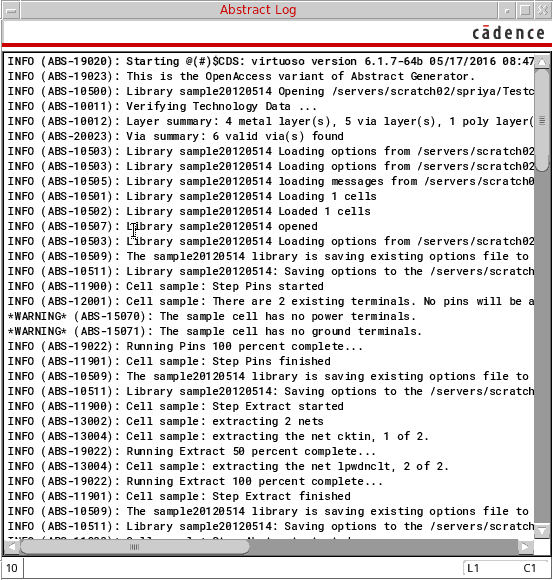 Abstract Log
cādence
INFO (ABS-19020): Starting @(#)$CDS: virtuoso version 6.1.7-64b 05/17/2016 08:47
INFO (ABS-19023): This is the OpenAccess variant of Abstract Generator.
INFO (ABS-10500): Library sample20120514 Opening /servers/scratch02/spriya/Testc
INFO (ABS-10011): Verifying Technology Data ...
INFO (ABS-10012): Layer summary: 4 metal layer(s), 5 via layer(s), 1 poly layer(
INFO (ABS-20023): Via summary: 6 valid via(s) found
INFO (ABS-10503): Library sample20120514 Loading options from /servers/scratch02
INFO (ABS-10503): Library sample20120514 Loading options from /servers/scratch02
INFO (ABS-10505): Library sample20120514 loading messages from /servers/scratch0
INFO (ABS-10501): Library sample20120514 Loading 1 cells
INFO (ABS-10502): Library sample20120514 Loaded 1 cells
INFO (ABS-10507): Library sample20120514 opened
INFO (ABS-10503): Library sample20120514 Loading options from /servers/scratch02
INFO (ABS-10509): The sample20120514 library is saving existing options file to
INFO (ABS-10511): Library sample20120514: Saving options to the /servers/scratch
INFO (ABS-11900): Cell sample: Step Pins started
INFO (ABS-12001): Cell sample: There are 2 existing terminals. No pins will be a
*WARNING* (ABS-15070): The sample cell has no power terminals.
*WARNING* (ABS-15071): The sample cell has no ground terminals.
INFO (ABS-19022): Running Pins 100 percent complete...
INFO (ABS-11901): Cell sample: Step Pins finished
INFO (ABS-10509): The sample20120514 library is saving existing options file to
INFO (ABS-10511): Library sample20120514: Saving options to the /servers/scratch
INFO (ABS-11900): Cell sample: Step Extract started
INFO (ABS-13002): Cell sample: extracting 2 nets
INFO (ABS-13004): Cell sample: extracting the net cktin, 1 of 2.
INFO (ABS-19022): Running Extract 50 percent complete...
INFO (ABS-13004): Cell sample: extracting the net lpwdnclt, 2 of 2.
INFO (ABS-19022): Running Extract 100 percent complete...
INFO (ABS-11901): Cell sample: Step Extract finished
INFO (ABS-10509): The sample20120514 library is saving existing options file to
INFO (ABS-10511): Library sample20120514: Saving options to the /servers/scratch
10 L1 C1